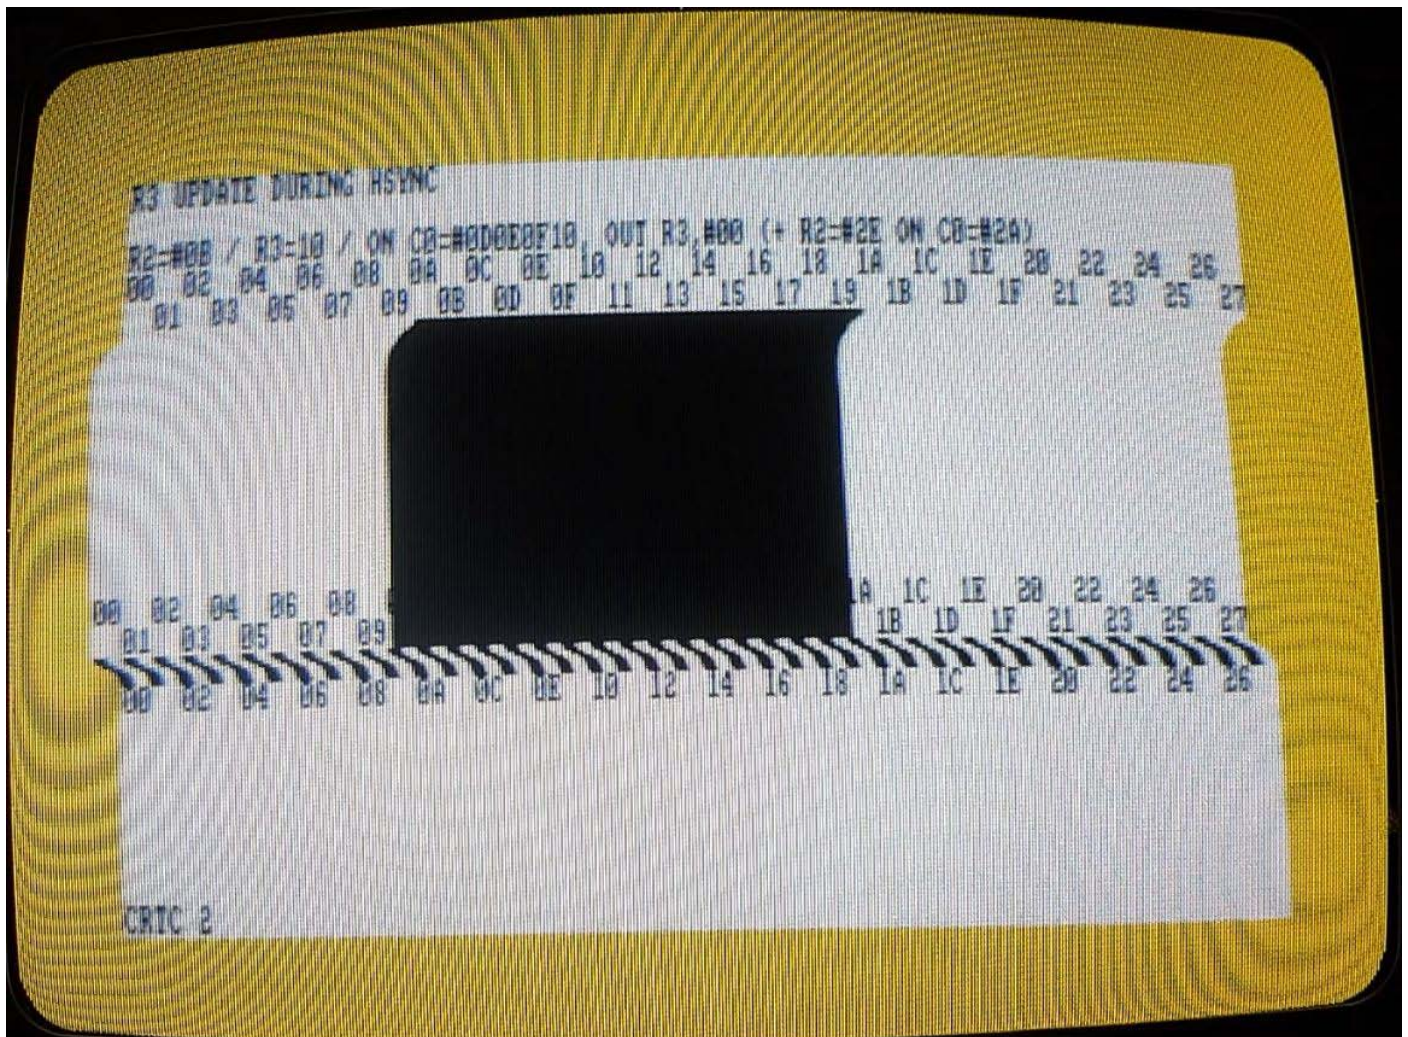 R3 UPDATE DURING HSYNC
R2=#0B / R3=10 / ON C0=#0D0E0F10, OUT R3,#00 (+ R2=#2E ON C0=#2A)
00 02 04 06 08 0A 0C 0E 10 12 14 16 18 1A 1C 1E 20 22 24 26
01 03 05 07 09 0B 0D 0F 11 13 15 17 19 1B 1D 1F 21 23 25 27
00 02 04 06 08 1A 1C 1E 20 22 24 26
01 03 05 07 09 1B 1D 1F 21 23 25 27
00 02 04 06 08 0A 0C 0E 10 12 14 16 18 1A 1C 1E 20 22 24 26
CRTC 2